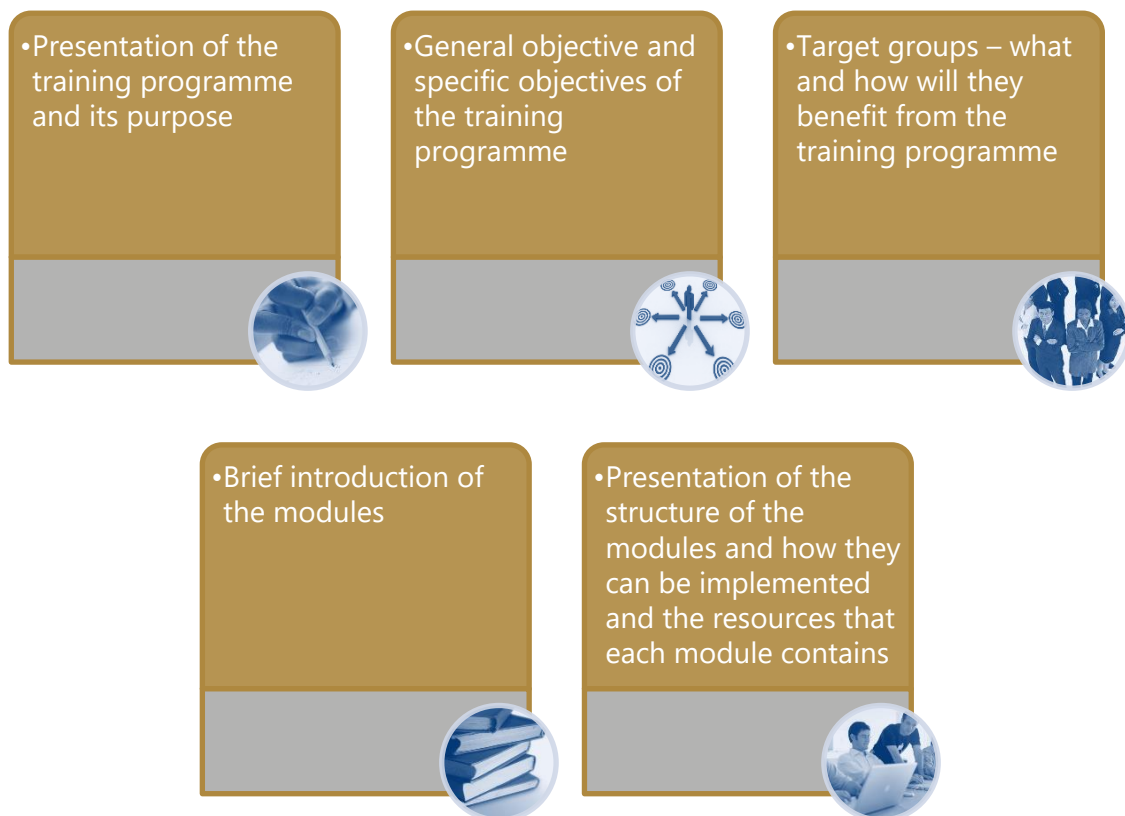 •Presentation of the
training programme
and its purpose
•General objective and
specific objectives of
the training
programme
•Target groups – what
and how will they
benefit from the
training programme
•Brief introduction of
the modules
•Presentation of the
structure of the
modules and how they
can be implemented
and the resources that
each module contains